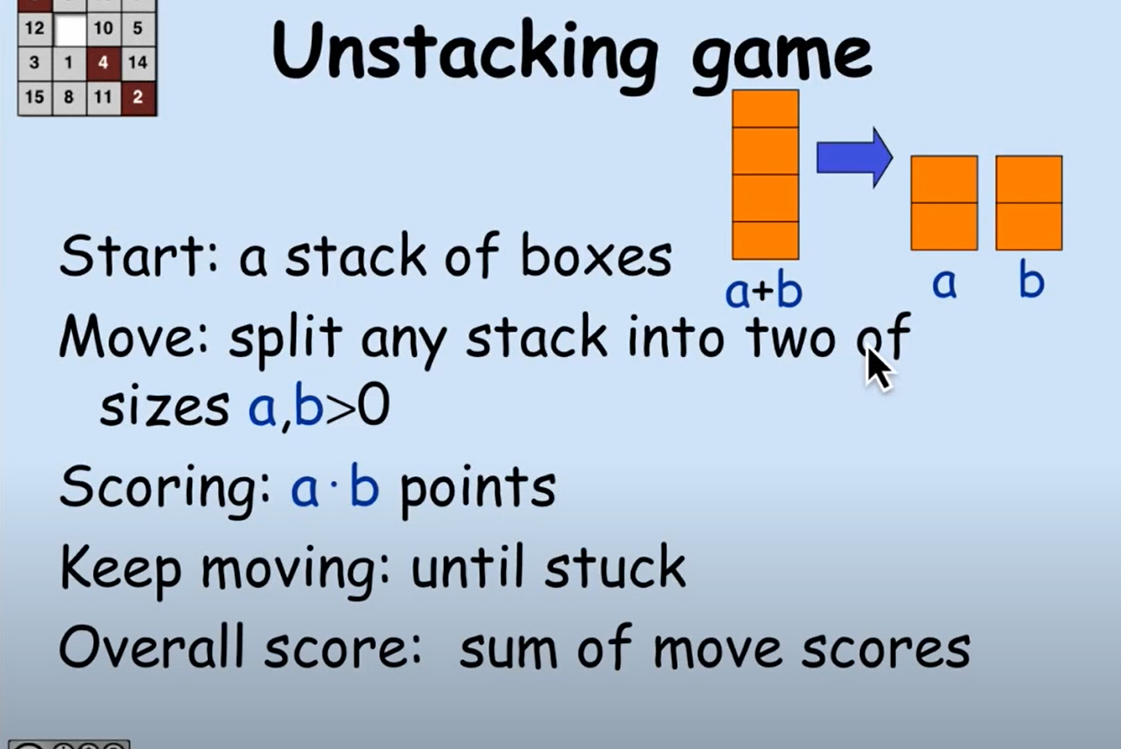 12 10 5
3 1 4 14
15 8 11 2
Unstacking game
Start: a stack of boxes
a+b
a
b
Move: split any stack into two of
sizes a,b>0
Scoring: a·b points
Keep moving: until stuck
Overall score: sum of move scores